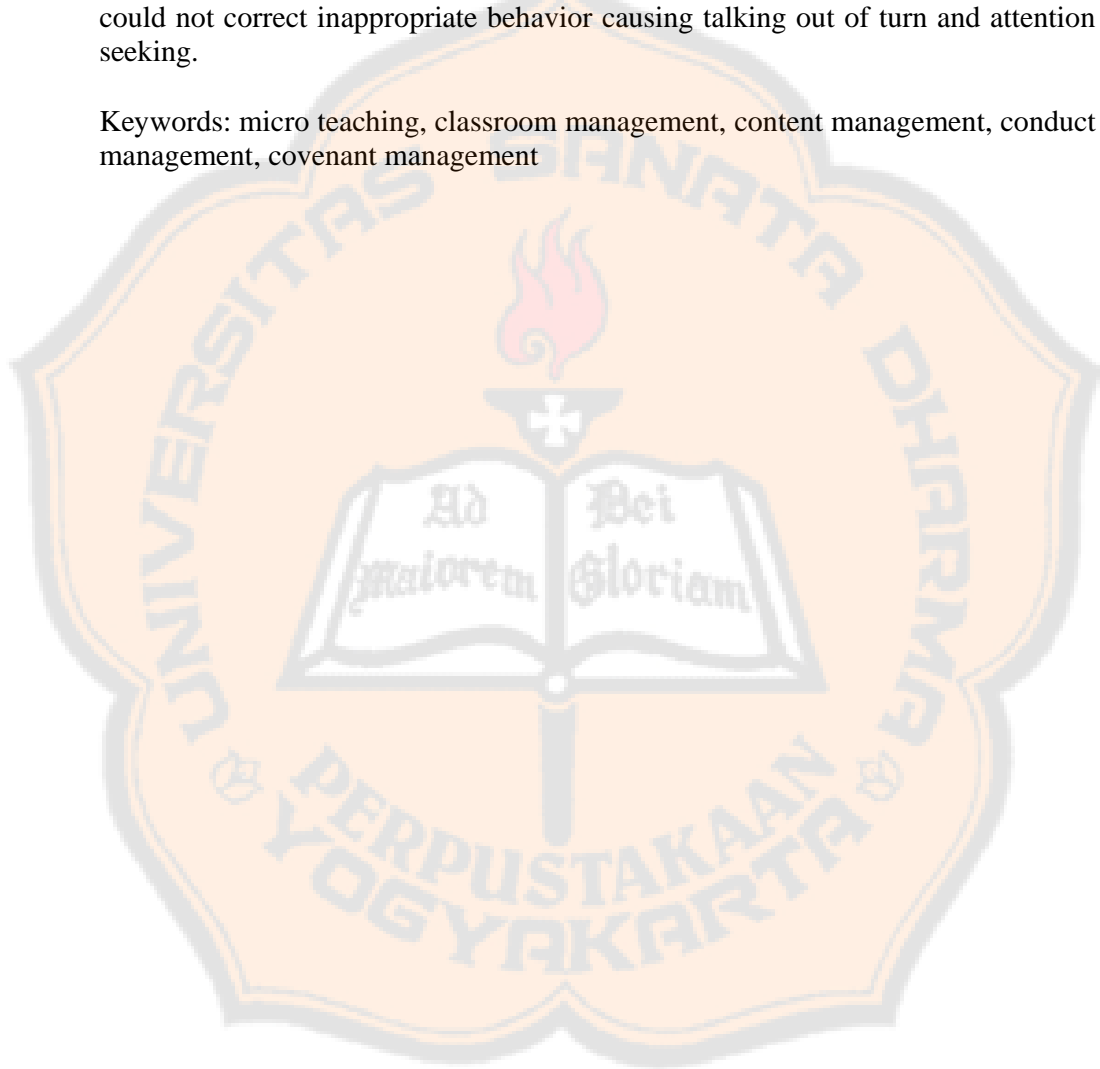 could not correct inappropriate behavior causing talking out of turn and attention
seeking.
Keywords: micro teaching, classroom management, content management, conduct
management, covenant management
UNIVERSITAS SANATA DHARMA
Ad
maiorem
Dei
Gloriam
PERPUSTAKAAN
YOGYAKARTA